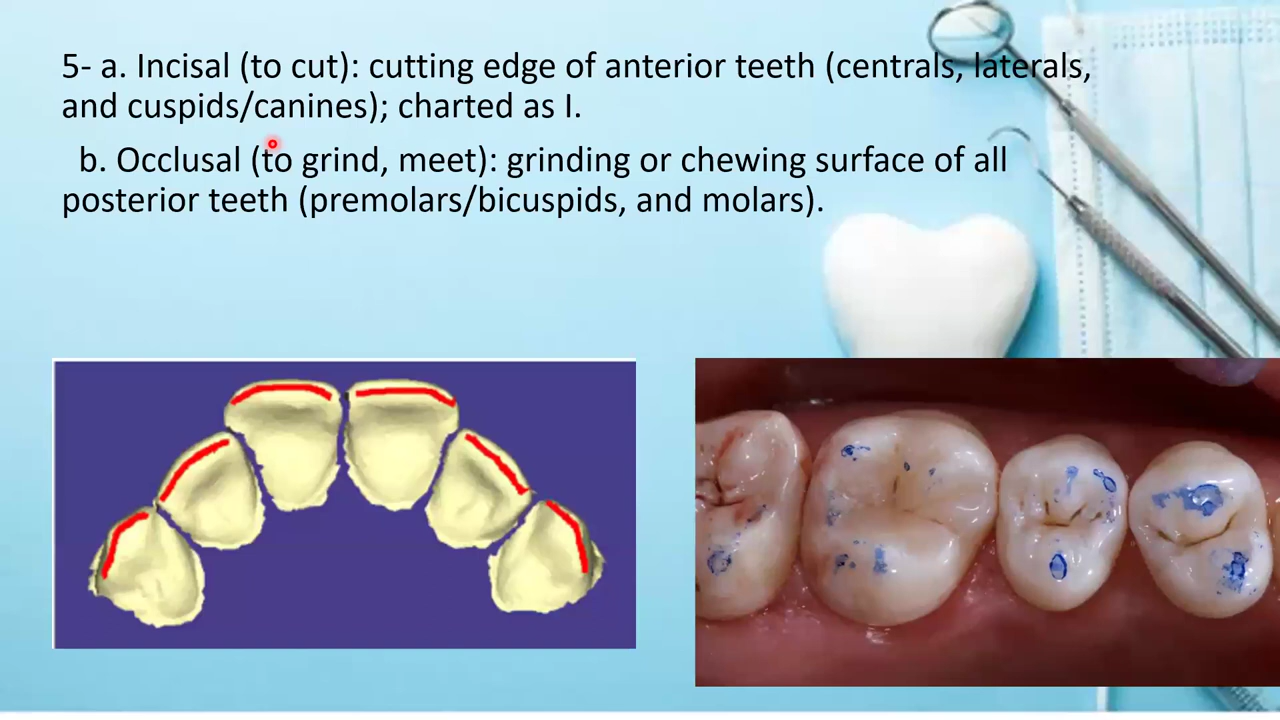 5- a. Incisal (to cut): cutting edge of anterior teeth (centrals, laterals,
and cuspids/canines); charted as I.
b. Occlusal (to grind, meet): grinding or chewing surface of all
posterior teeth (premolars/bicuspids, and molars).